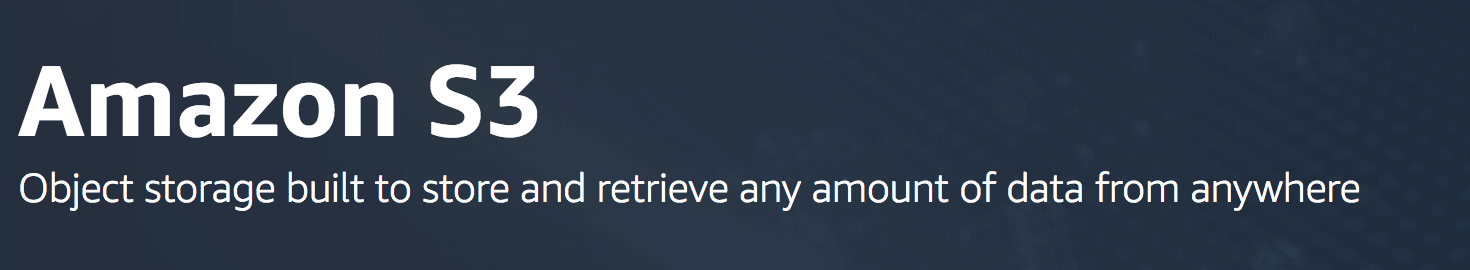 Amazon S3
Object storage built to store and retrieve any amount of data from anywhere